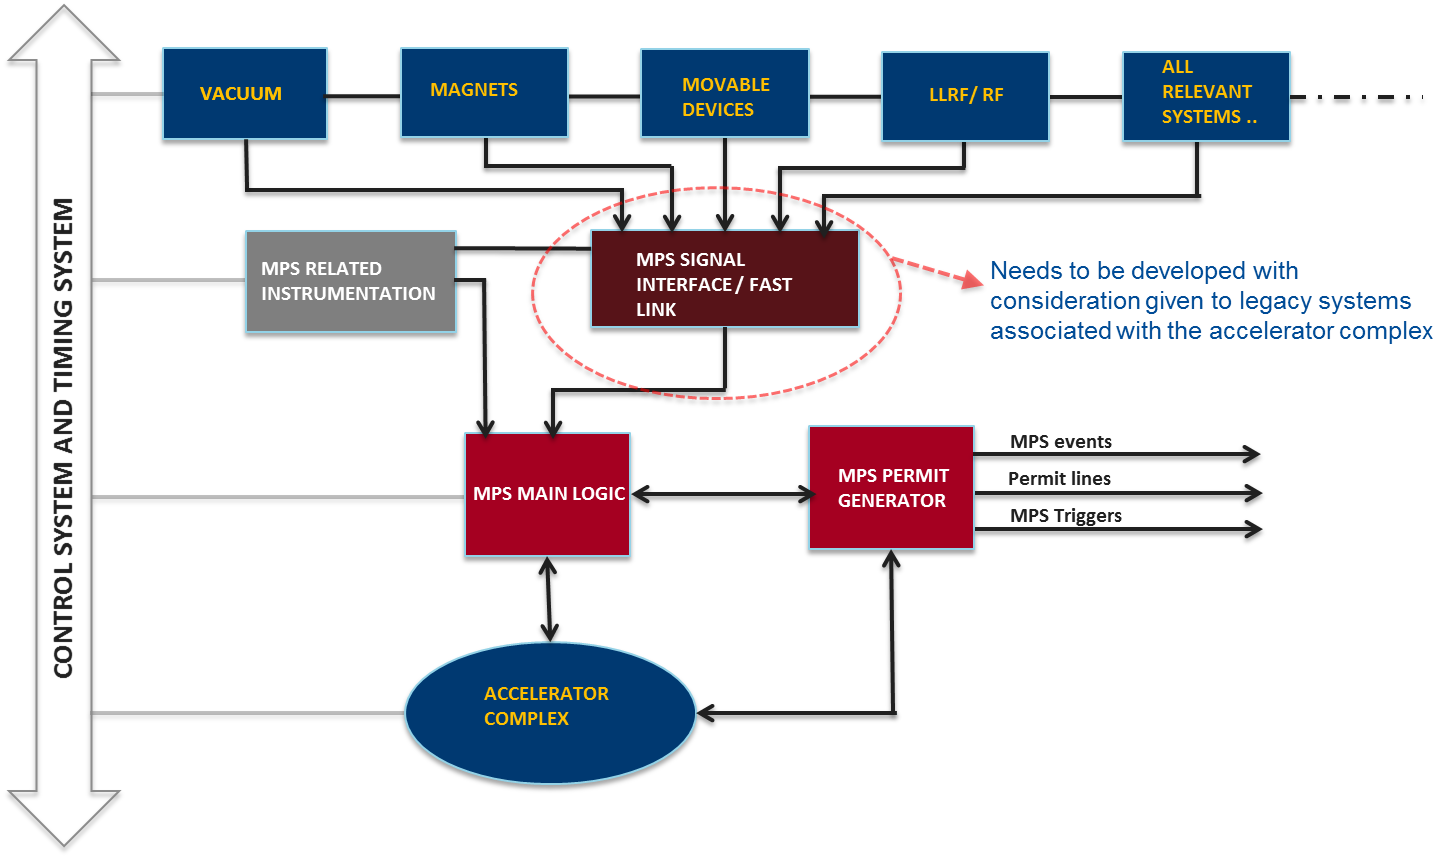 CONTROL SYSTEM AND TIMING SYSTEM
VACUUM
MAGNETS
MOVABLE
DEVICES
LLRF/ RF
ALL
RELEVANT
SYSTEMS ..
MPS RELATED
INSTRUMENTATION
MPS SIGNAL
INTERFACE / FAST
LINK
Needs to be developed with
consideration given to legacy systems
associated with the accelerator complex
MPS MAIN LOGIC
MPS PERMIT
GENERATOR
MPS events
Permit lines
MPS Triggers
ACCELERATOR
COMPLEX